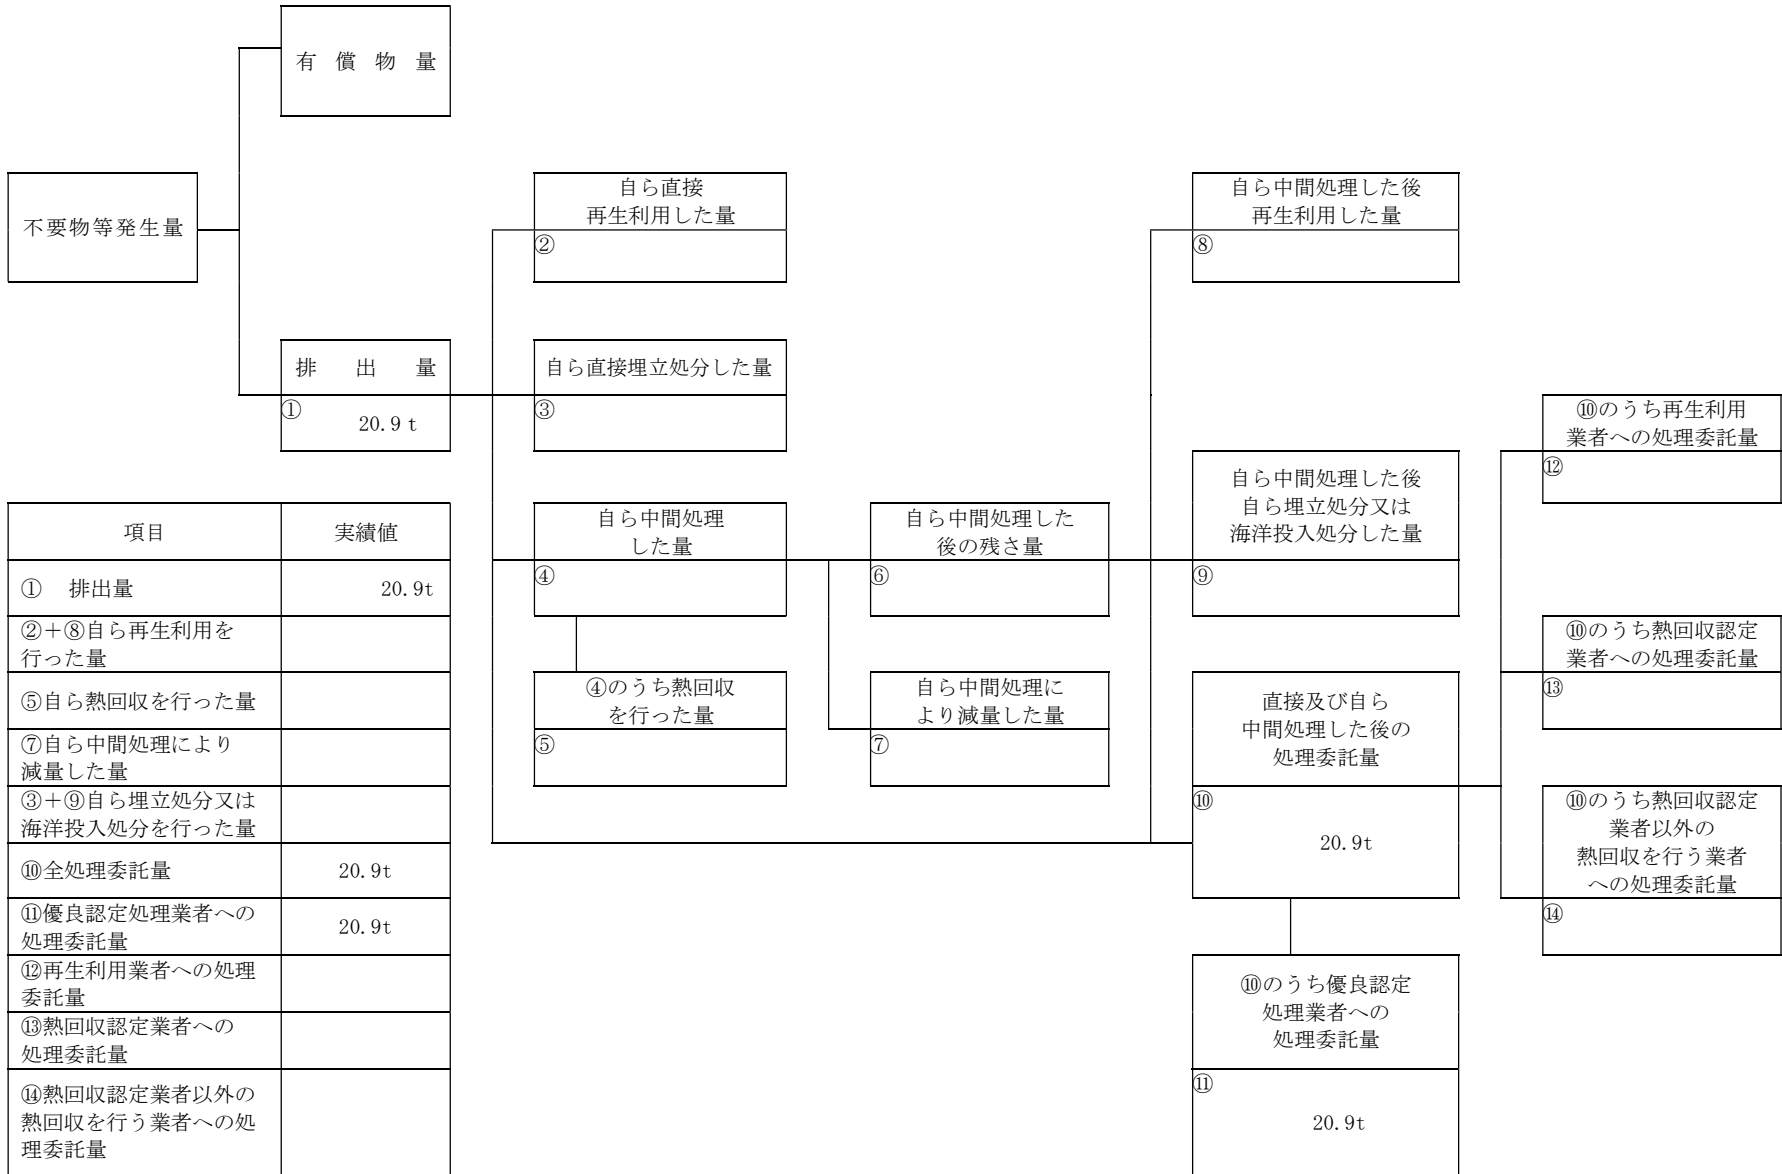 有償物量
不要物等発生量
自ら直接
再生利用した量
②
自ら中間処理した後
再生利用した量
⑧
排出量
①
20.9 t
自ら直接埋立処分した量
③
⑩のうち再生利用
業者への処理委託量
⑫
自ら中間処理
した量
④
自ら中間処理した
後の残さ量
⑥
自ら中間処理した後
自ら埋立処分又は
海洋投入処分した量
⑨
⑩のうち熱回収認定
業者への処理委託量
⑬
④のうち熱回収
を行った量
⑤
自ら中間処理に
より減量した量
⑦
直接及び自ら
中間処理した後の
処理委託量
⑩
20.9t
⑩のうち熱回収認定
業者以外の
熱回収を行う業者
への処理委託量
⑭
⑩のうち優良認定
処理業者への
処理委託量
⑪
20.9t
項目 実績値
① 排出量 20.9t
②＋⑧自ら再生利用を
行った量
⑤自ら熱回収を行った量
⑦自ら中間処理により
減量した量
③＋⑨自ら埋立処分又は
海洋投入処分を行った量
⑩全処理委託量 20.9t
⑪優良認定処理業者への
処理委託量 20.9t
⑫再生利用業者への処理
委託量
⑬熱回収認定業者への
処理委託量
⑭熱回収認定業者以外の
熱回収を行う業者への処
理委託量